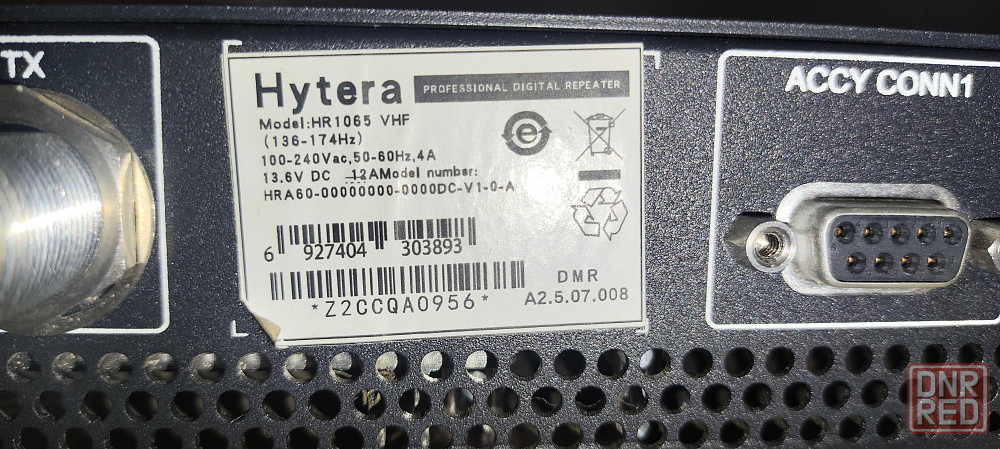 TX
Hytera PROFESSIONAL DIGITAL REPEATER
Model:HR1065 VHF
(136-174Hz)
100-240Vac,50-60Hz,4A
13.6V DC 12AModel number:
HRA60-00000000-0000DC-V1-0-A
6 927404 303893
*Z2CCQA0956*
DMR
A2.5.07.008
ACCY CONN1
DNR
RED